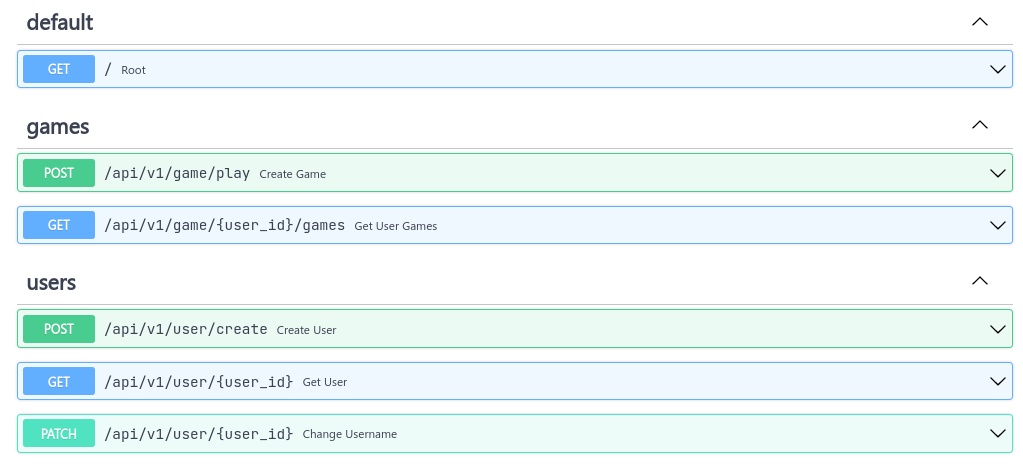 default
GET / Root
games
POST /api/v1/game/play Create Game
GET /api/v1/game/{user_id}/games Get User Games
users
POST /api/v1/user/create Create User
GET /api/v1/user/{user_id} Get User
PATCH /api/v1/user/{user_id} Change Username